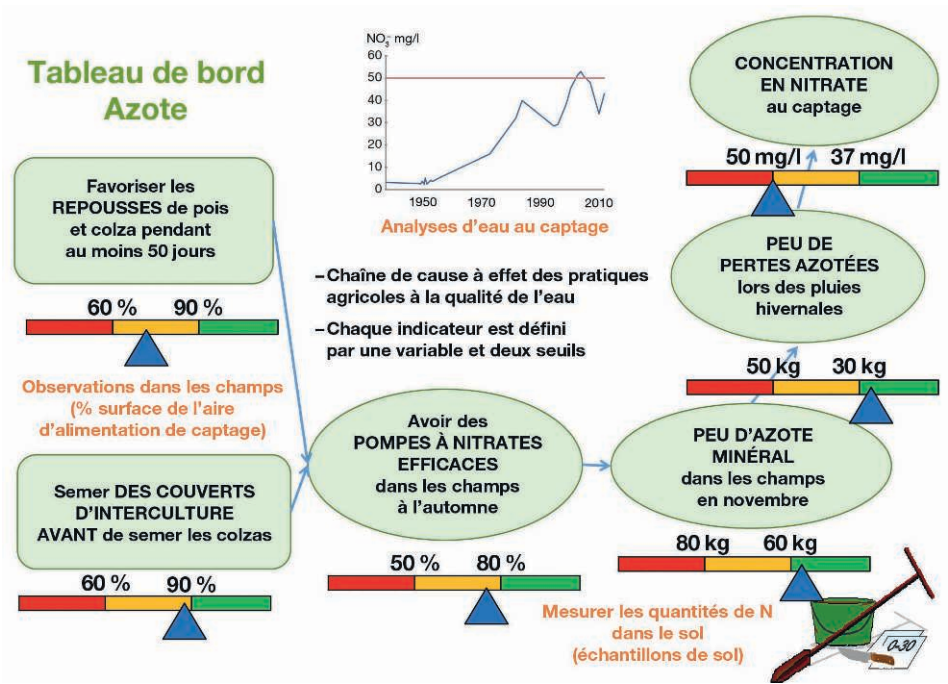 Tableau de bord
Azote
NO₃⁻ mg/l
60
50
40
30
20
10
0
1950
1970
1990
2010
Analyses d'eau au captage
CONCENTRATION
EN NITRATE
au captage
50 mg/l
37 mg/l
Favoriser les
REPOUSSES de pois
et colza pendant
au moins 50 jours
60 %
90 %
Observations dans les champs
(% surface de l'aire
d'alimentation de captage)
– Chaîne de cause à effet des pratiques
agricoles à la qualité de l'eau
– Chaque indicateur est défini
par une variable et deux seuils
PEU DE
PERTES AZOTÉES
lors des pluies
hivernales
50 kg
30 kg
Semer DES COUVERTS
D'INTERCULTURE
AVANT de semer les colzas
60 %
90 %
Avoir des
POMPES À NITRATES
EFFICACES
dans les champs
à l'automne
50 %
80 %
PEU D'AZOTE
MINÉRAL
dans les champs
en novembre
80 kg
60 kg
Mesurer les quantités de N
dans le sol
(échantillons de sol)
0-30